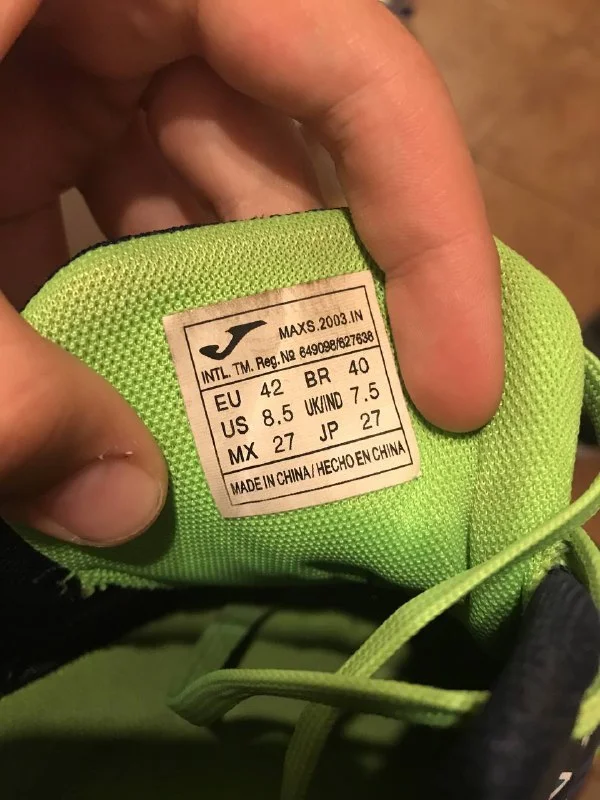 MAXS.2003.IN
INTL. TM. Reg. Nº 649098/627638
EU 42 BR 40
US 8.5 UK/IND 7.5
MX 27 JP 27
MADE IN CHINA / HECHO EN CHINA